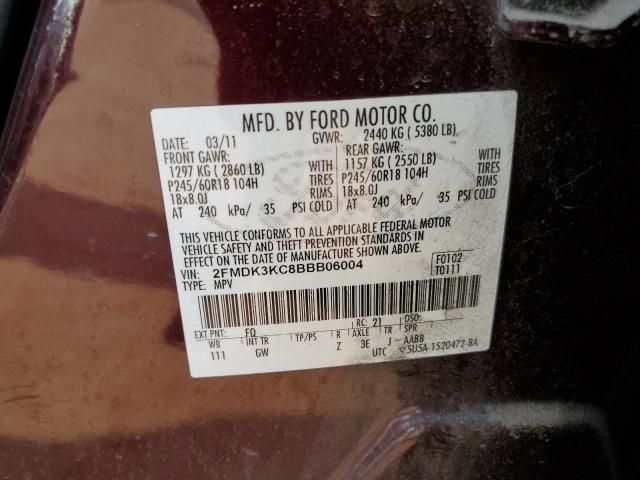 MFD. BY FORD MOTOR CO.
DATE: 03/11 GVWR: 2440 KG ( 5380 LB)
FRONT GAWR: REAR GAWR:
1297 KG ( 2860 LB) WITH 1157 KG ( 2550 LB) WITH
P245/60R18 104H TIRES P245/60R18 104H TIRES
18x8.0J RIMS 18x8.0J RIMS
AT 240 kPa/ 35 PSI COLD AT 240 kPa/ 35 PSI COLD
THIS VEHICLE CONFORMS TO ALL APPLICABLE FEDERAL MOTOR
VEHICLE SAFETY AND THEFT PREVENTION STANDARDS IN
EFFECT ON THE DATE OF MANUFACTURE SHOWN ABOVE.
VIN: 2FMDK3KC8BBB06004 F0102
TYPE: MPV T0111
EXT PNT: FQ RC: 21 DSO:
WB INT TR TP/PS R AXLE TR SPR
111 GW Z 3E J AABB
UTC 5U5A-1520472-BA